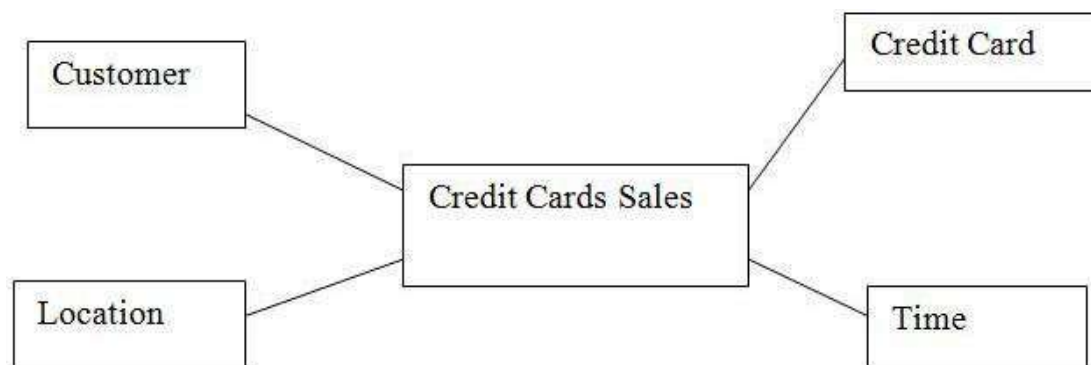 Customer
Credit Card
Credit Cards Sales
Location
Time